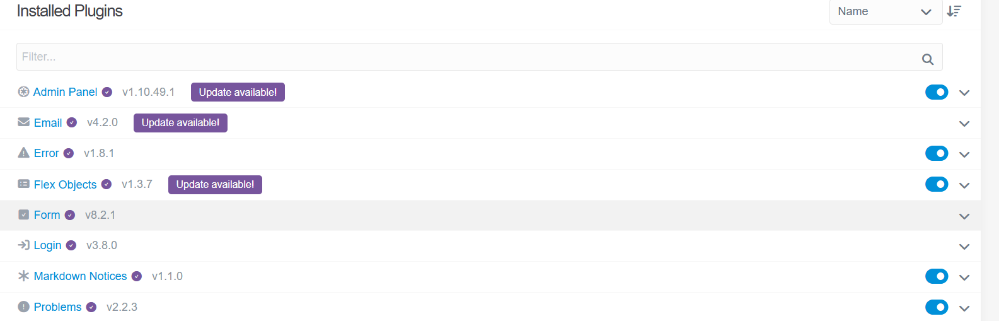 Installed Plugins
Name
Filter...
Admin Panel v1.10.49.1 Update available!
Email v4.2.0 Update available!
Error v1.8.1
Flex Objects v1.3.7 Update available!
Form v8.2.1
Login v3.8.0
Markdown Notices v1.1.0
Problems v2.2.3